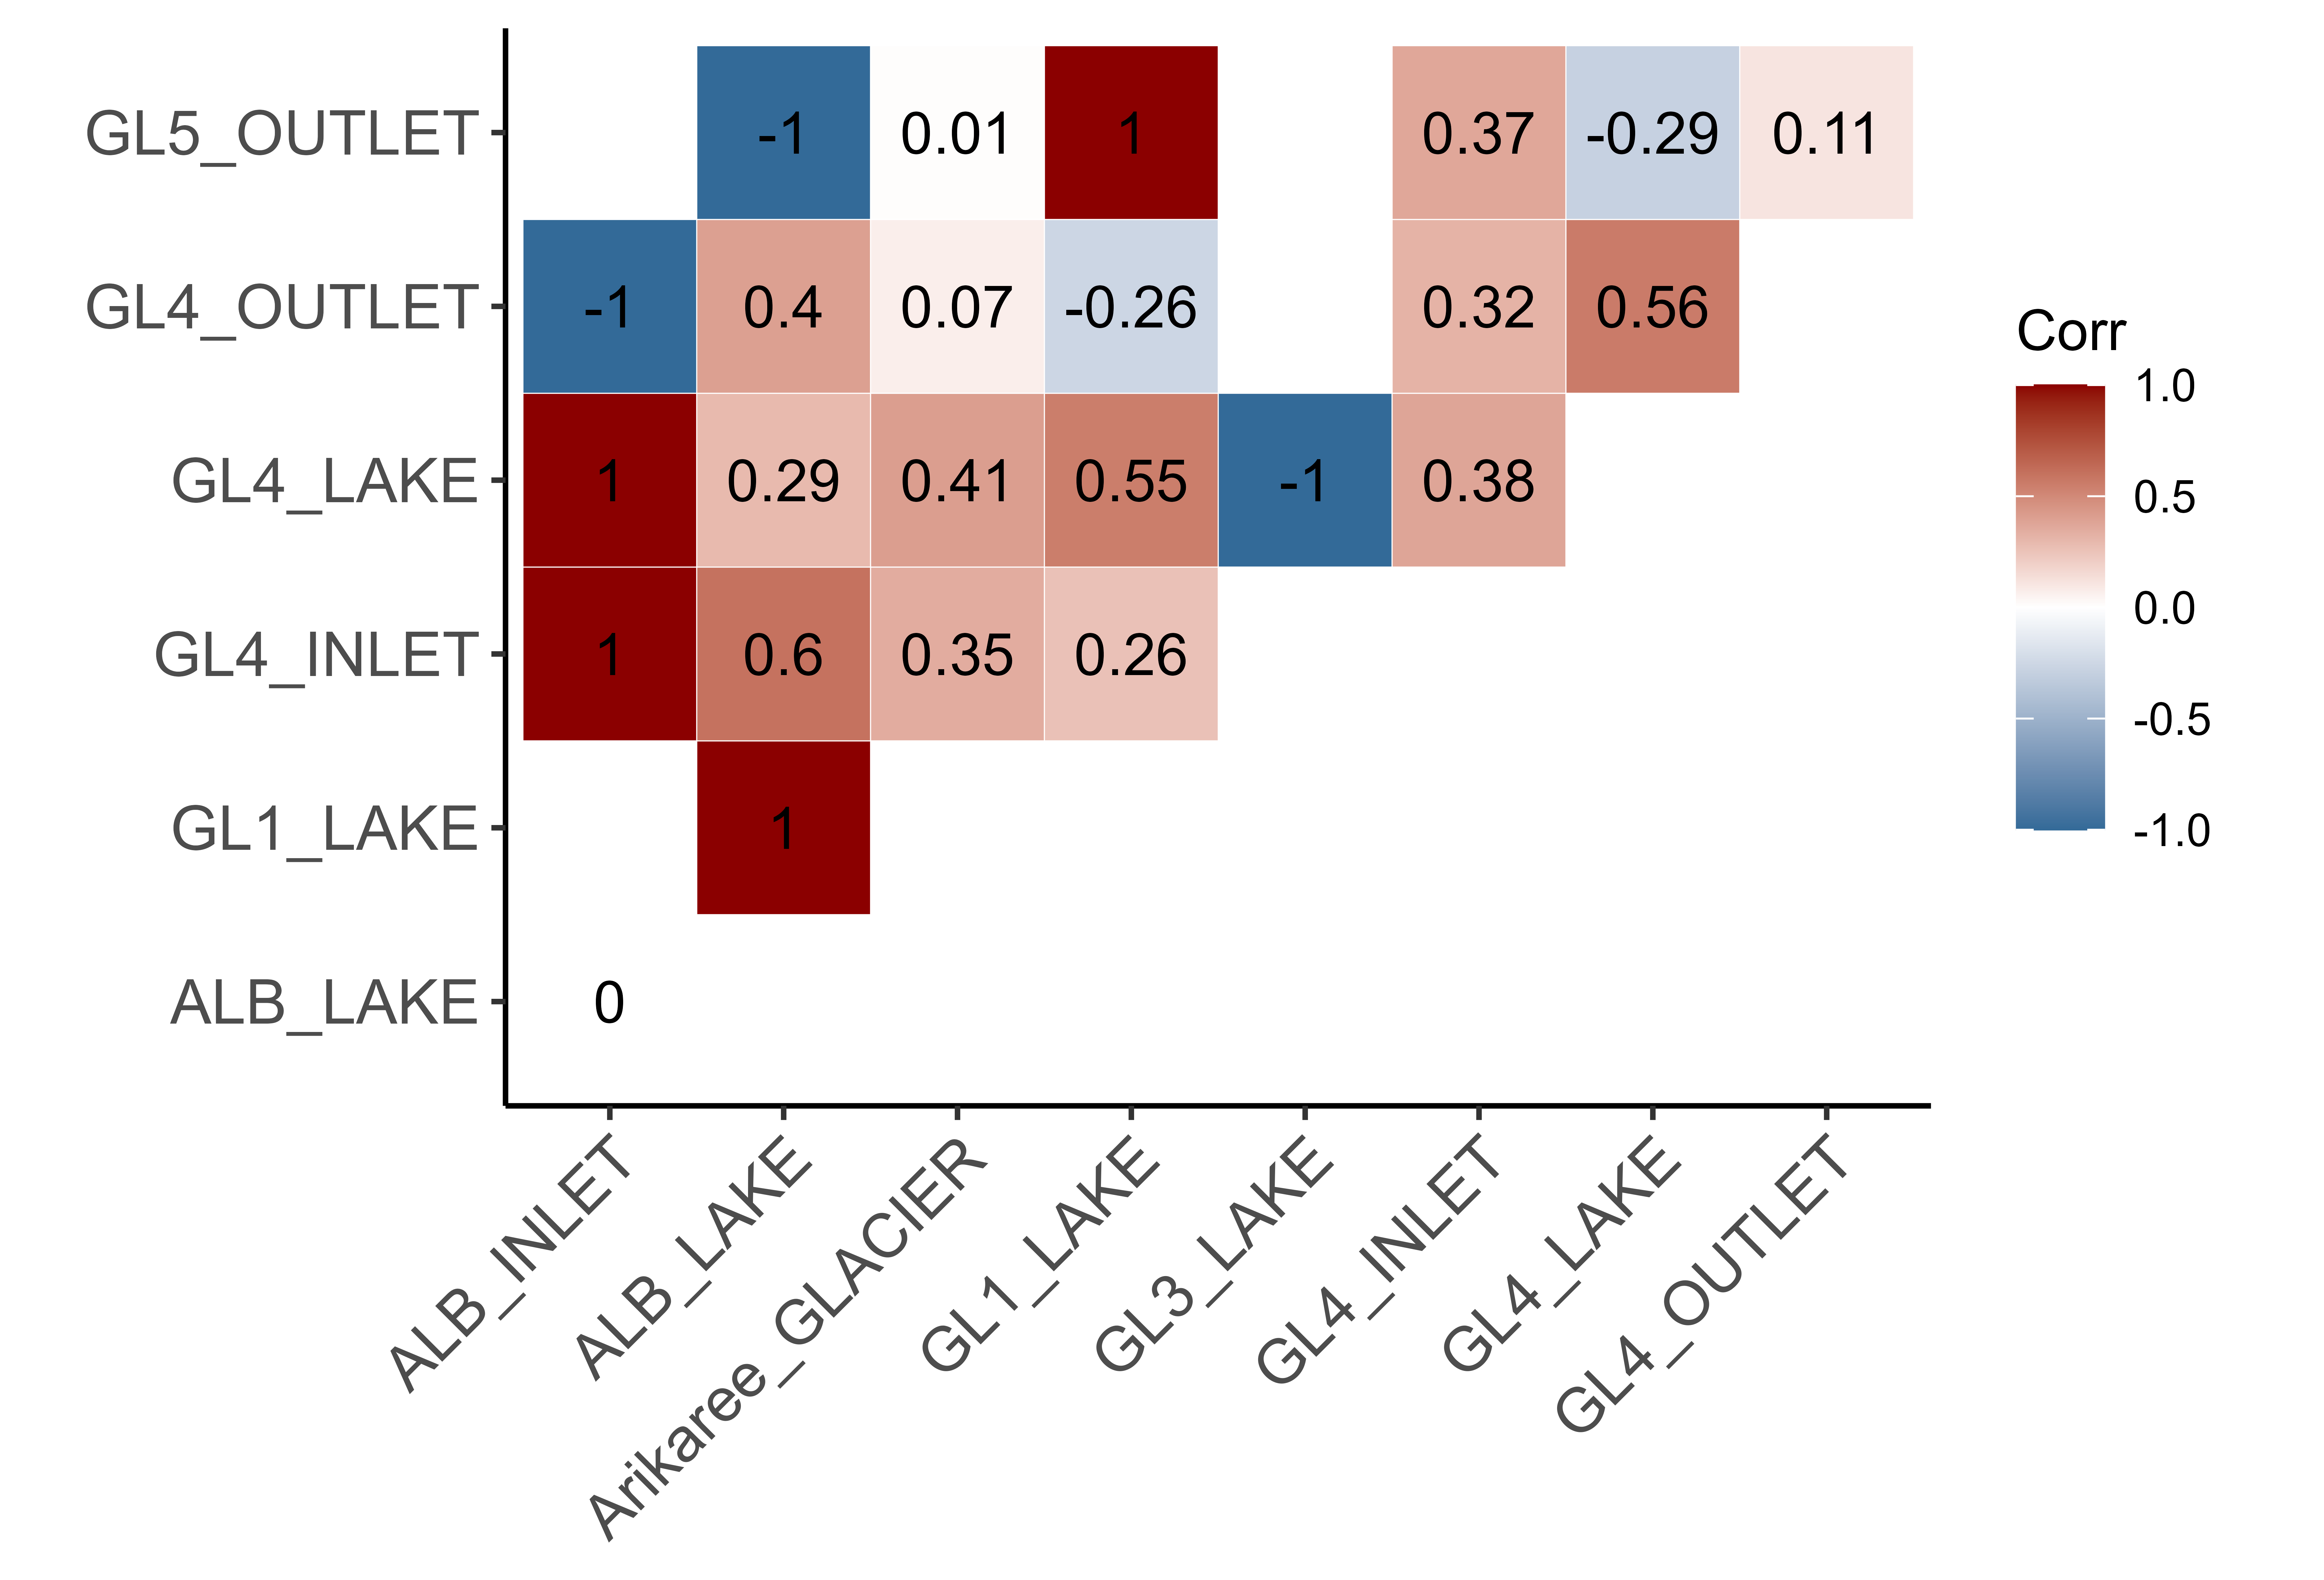 GL5_OUTLET -1 0.01 1 0.37 -0.29 0.11
GL4_OUTLET -1 0.4 0.07 -0.26 0.32 0.56
GL4_LAKE 1 0.29 0.41 0.55 -1 0.38
GL4_INLET 1 0.6 0.35 0.26
GL1_LAKE 1
ALB_LAKE 0
ALB_INLET
ALB_LAKE
Arikaree_GLACIER
GL1_LAKE
GL3_LAKE
GL4_INLET
GL4_LAKE
GL4_OUTLET
Corr
1.0
0.5
0.0
-0.5
-1.0